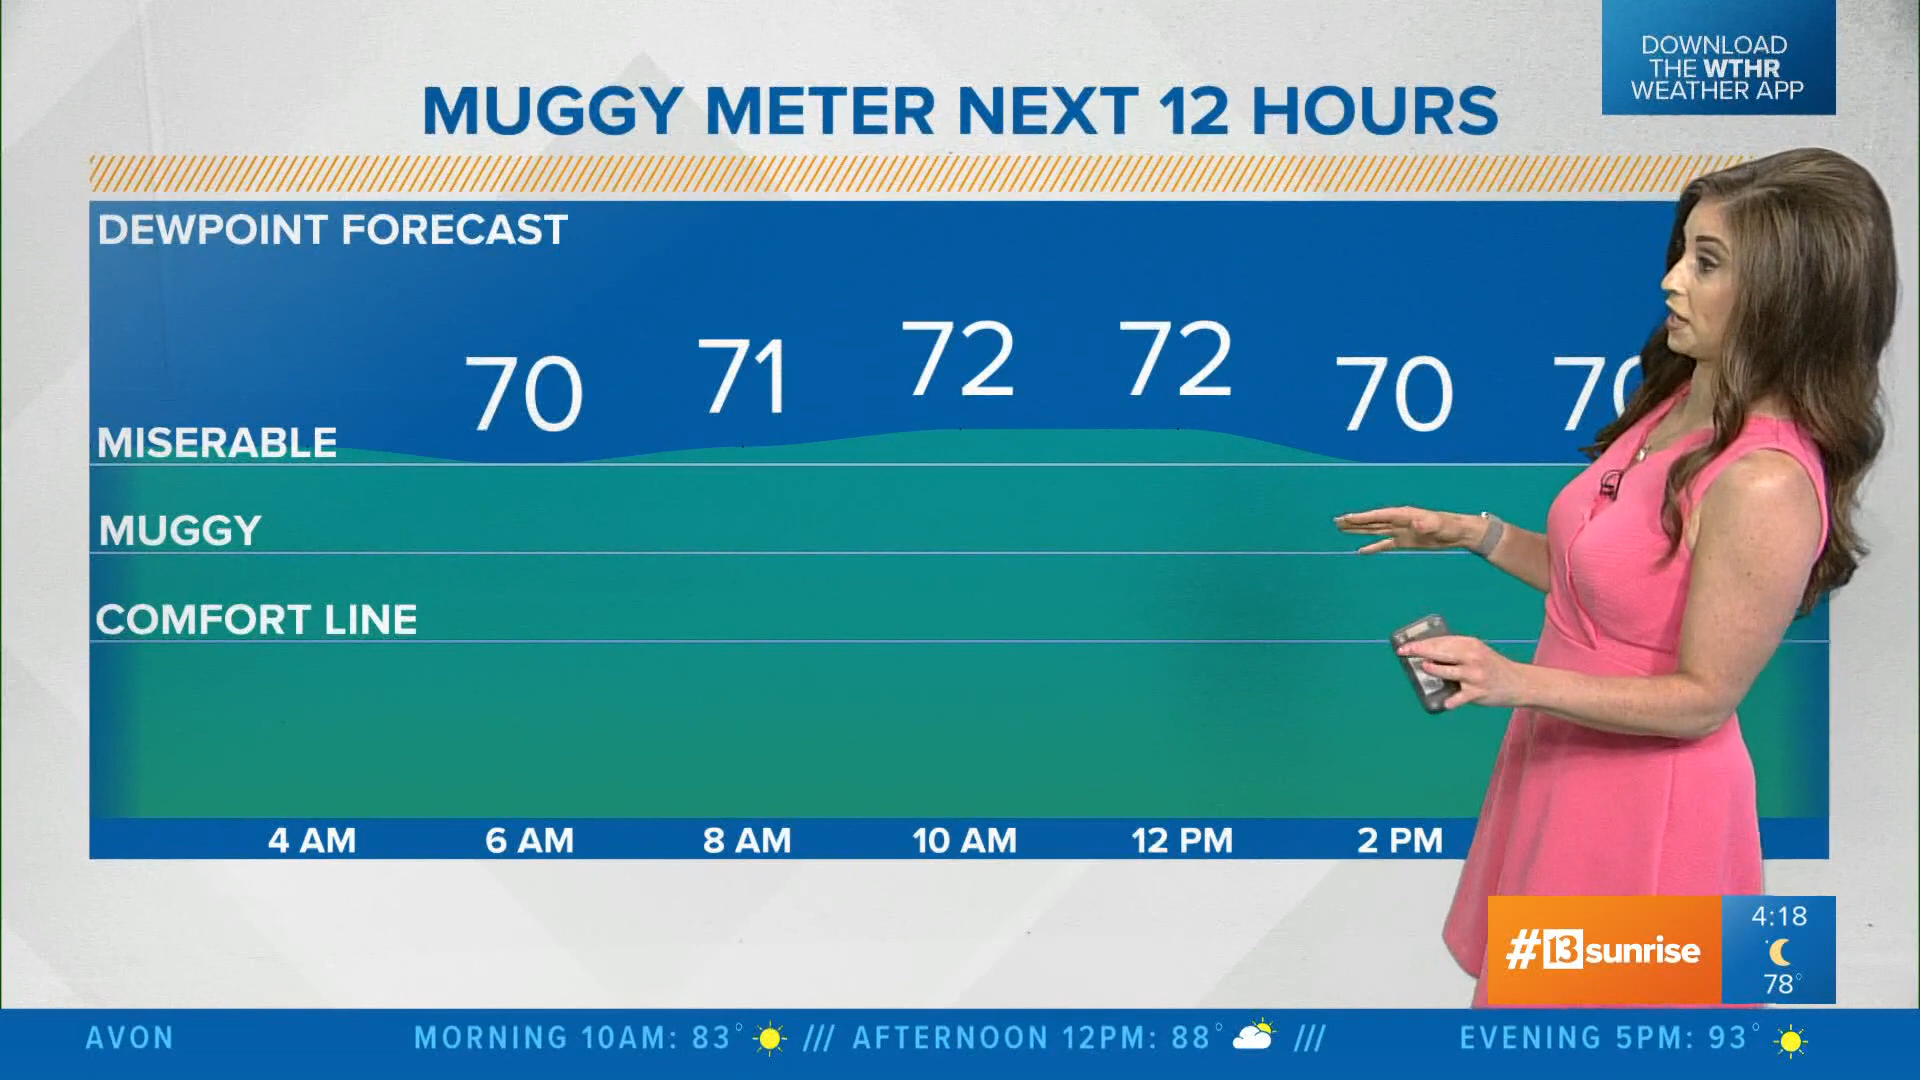 DOWNLOAD
THE WTHR
WEATHER APP
MUGGY METER NEXT 12 HOURS
DEWPOINT FORECAST
70 71 72 72 70
MISERABLE
MUGGY
COMFORT LINE
4 AM 6 AM 8 AM 10 AM 12 PM 2 PM
#13sunrise
4:18
78°
AVON MORNING 10AM: 83° /// AFTERNOON 12PM: 88° /// EVENING 5PM: 93°